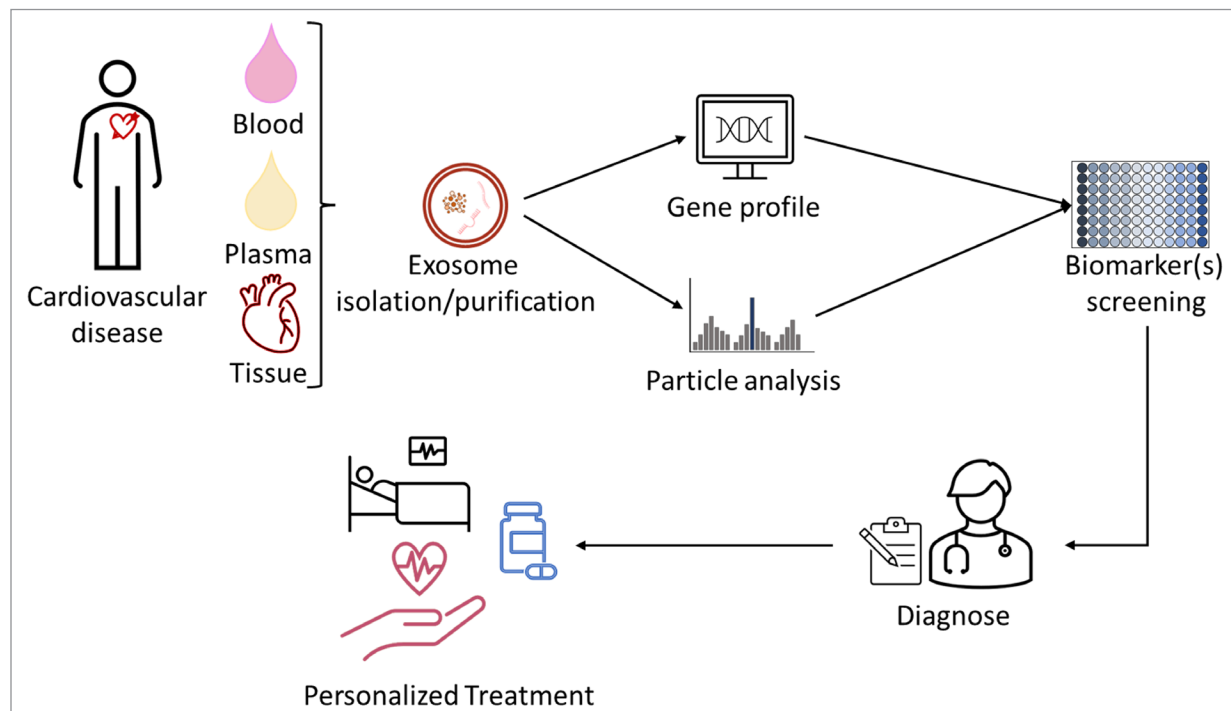 Cardiovascular
disease
Blood
Plasma
Tissue
Exosome
isolation/purification
Gene profile
Particle analysis
Biomarker(s)
screening
Diagnose
Personalized Treatment